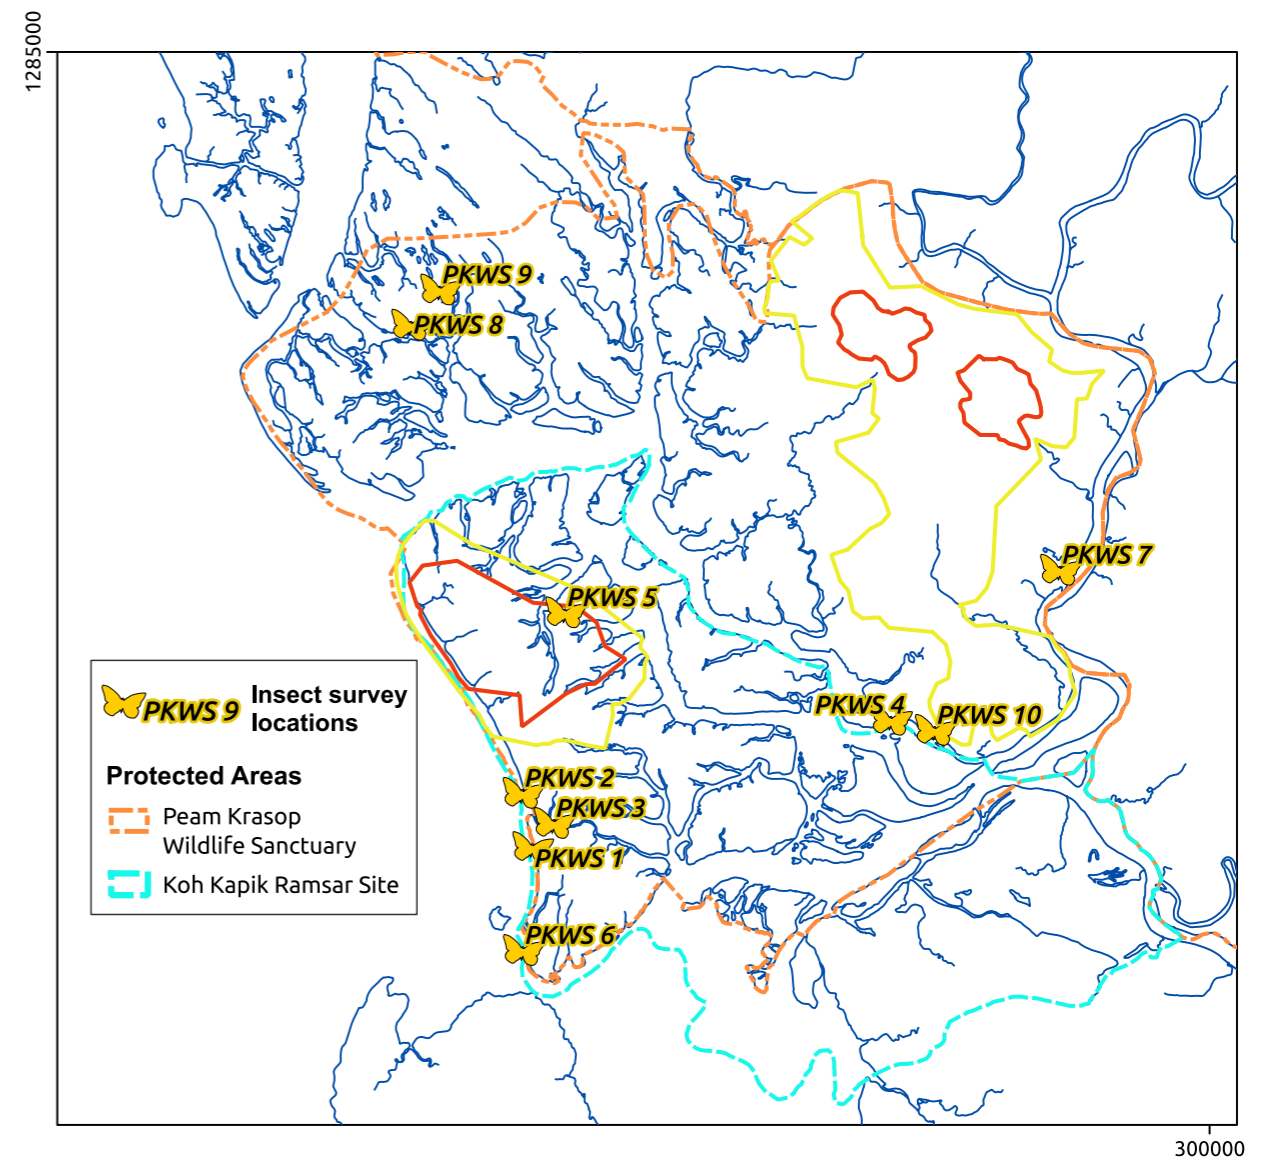 1285000
PKWS 9
PKWS 8
PKWS 7
PKWS 5
PKWS 4
PKWS 10
PKWS 2
PKWS 3
PKWS 1
PKWS 6
PKWS 9
Insect survey
locations
Protected Areas
Peam Krasop
Wildlife Sanctuary
Koh Kapik Ramsar Site
300000